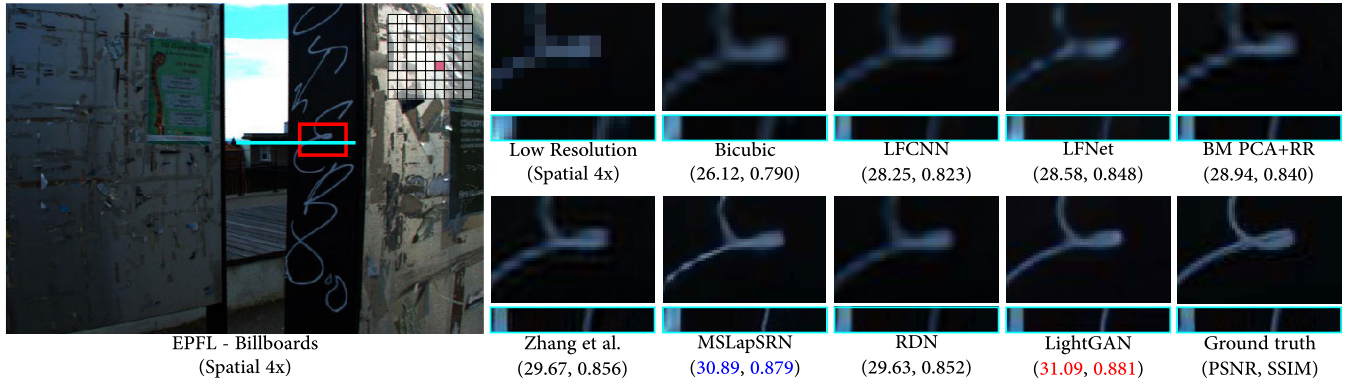 Low Resolution
(Spatial 4x)
Bicubic
(26.12, 0.790)
LFCNN
(28.25, 0.823)
LFNet
(28.58, 0.848)
BM PCA+RR
(28.94, 0.840)
EPFL - Billboards
(Spatial 4x)
Zhang et al.
(29.67, 0.856)
MSLapSRN
(30.89, 0.879)
RDN
(29.63, 0.852)
LightGAN
(31.09, 0.881)
Ground truth
(PSNR, SSIM)